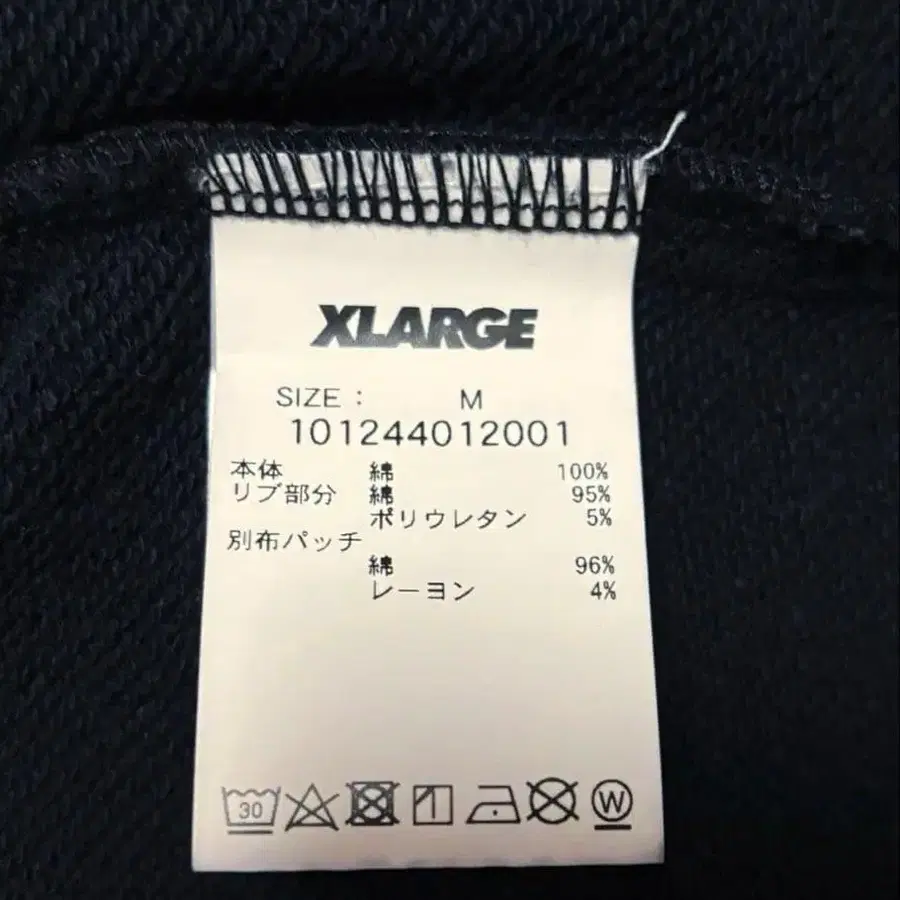 XLARGE
SIZE : M
101244012001
本体 綿 100%
リブ部分 綿 95%
ポリウレタン 5%
別布パッチ
綿 96%
レーヨン 4%
30 W